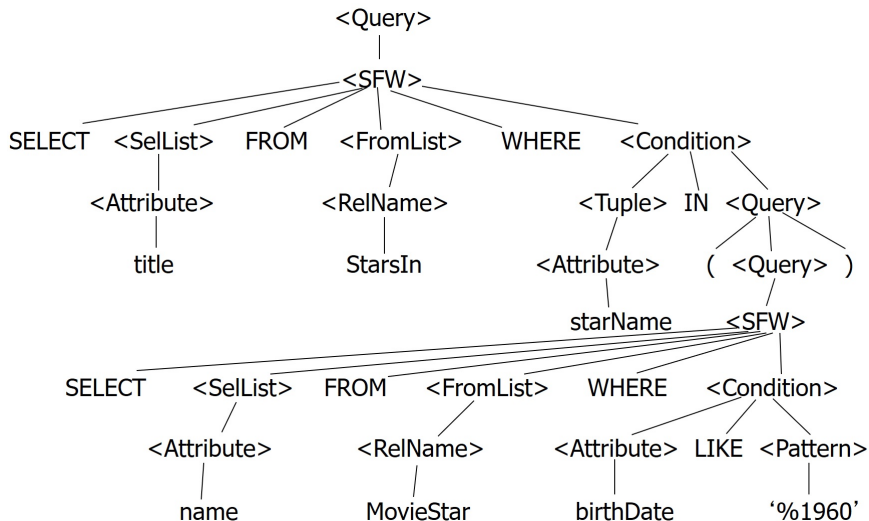 <Query>
<SFW>
SELECT <SelList> FROM <FromList> WHERE <Condition>
<Attribute> <RelName> <Tuple> IN <Query>
title StarsIn <Attribute> ( <Query> )
starName <SFW>
SELECT <SelList> FROM <FromList> WHERE <Condition>
<Attribute> <RelName> <Attribute> LIKE <Pattern>
name MovieStar birthDate ‘%1960’